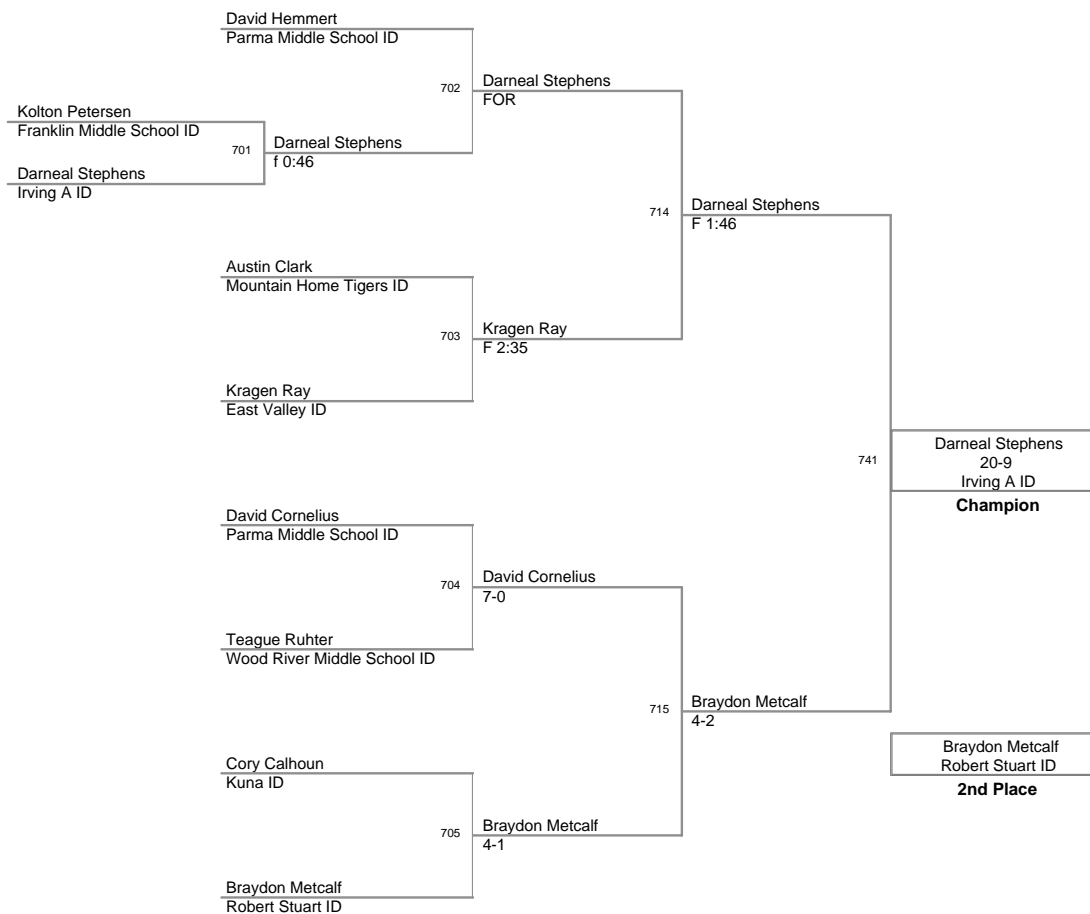 David Hemmert
Parma Middle School ID
702
Darneal Stephens
FOR
Kolton Petersen
Franklin Middle School ID
701
Darneal Stephens
f 0:46
Darneal Stephens
Irving A ID
714
Darneal Stephens
F 1:46
Austin Clark
Mountain Home Tigers ID
703
Kragen Ray
F 2:35
Kragen Ray
East Valley ID
741
Darneal Stephens
20-9
Irving A ID
Champion
David Cornelius
Parma Middle School ID
704
David Cornelius
7-0
Teague Ruhter
Wood River Middle School ID
715
Braydon Metcalf
4-2
Cory Calhoun
Kuna ID
705
Braydon Metcalf
4-1
Braydon Metcalf
Robert Stuart ID
Braydon Metcalf
Robert Stuart ID
2nd Place